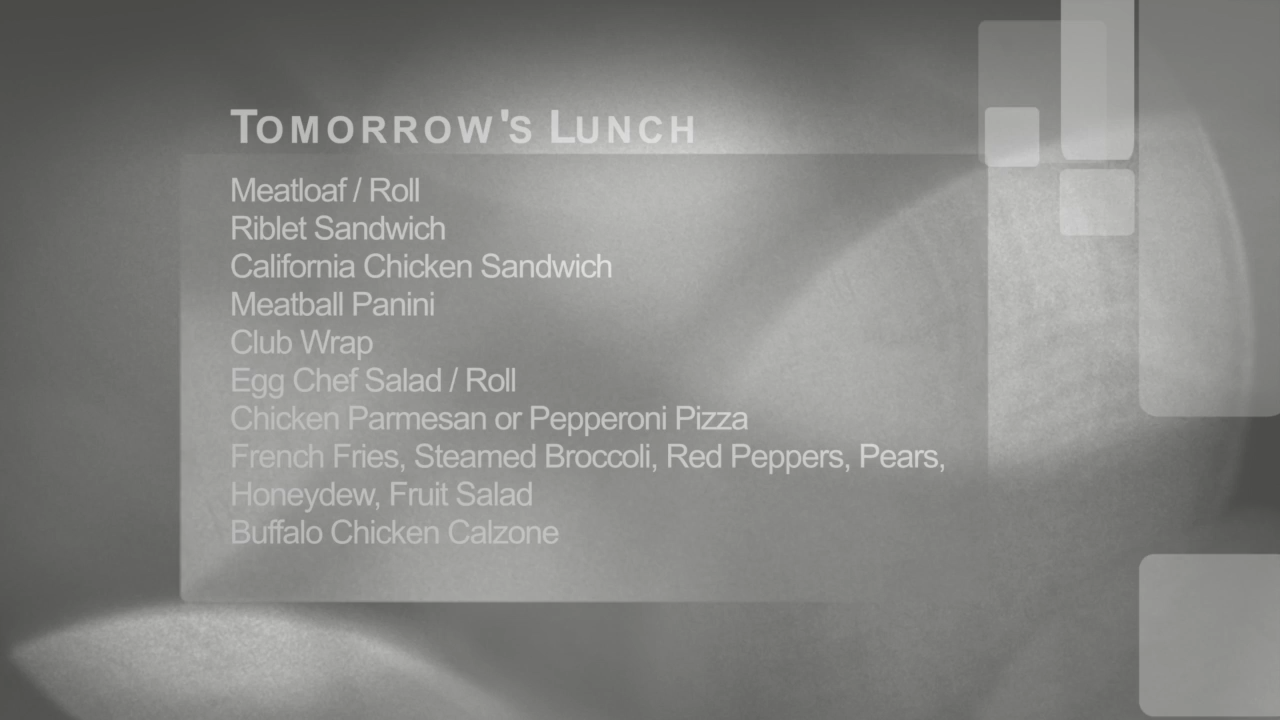 Tomorrow's Lunch
Meatloaf / Roll
Riblet Sandwich
California Chicken Sandwich
Meatball Panini
Club Wrap
Egg Chef Salad / Roll
Chicken Parmesan or Pepperoni Pizza
French Fries, Steamed Broccoli, Red Peppers, Pears,
Honeydew, Fruit Salad
Buffalo Chicken Calzone